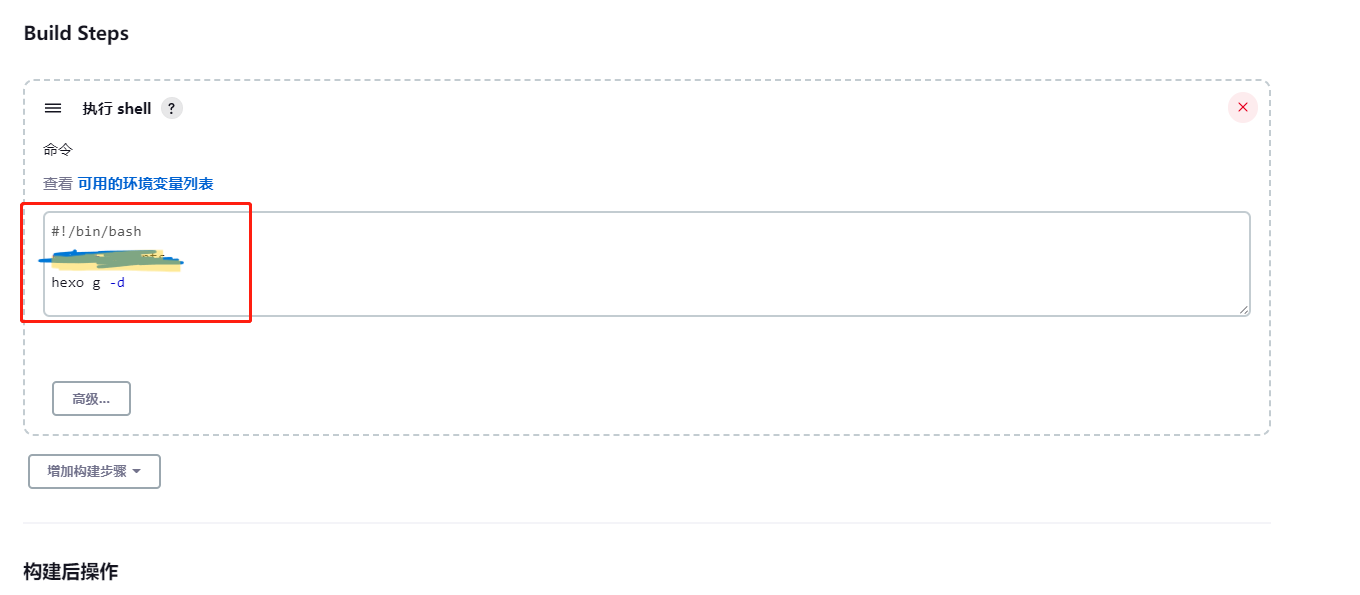 Build Steps
执行 shell ?
命令
查看 可用的环境变量列表
#!/bin/bash
hexo g -d
高级...
增加构建步骤
构建后操作